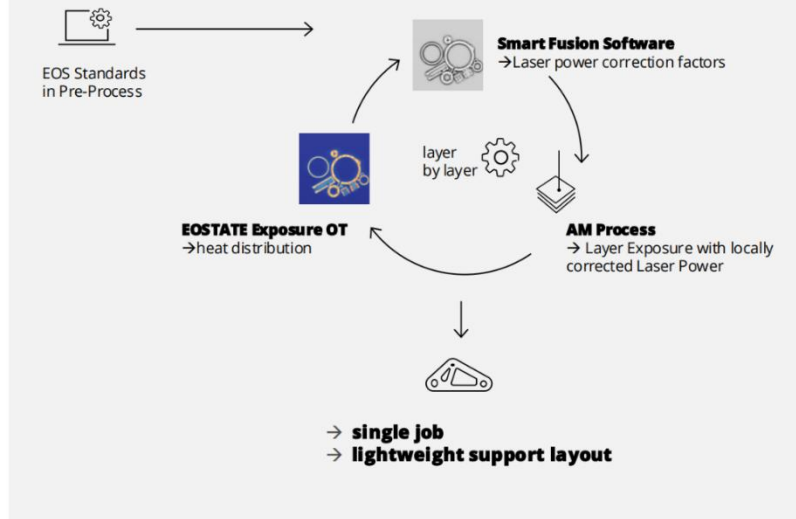 EOS Standards
in Pre-Process
Smart Fusion Software
→Laser power correction factors
layer
by layer
EOSTATE Exposure OT
→heat distribution
AM Process
→ Layer Exposure with locally
corrected Laser Power
→ single job
→ lightweight support layout